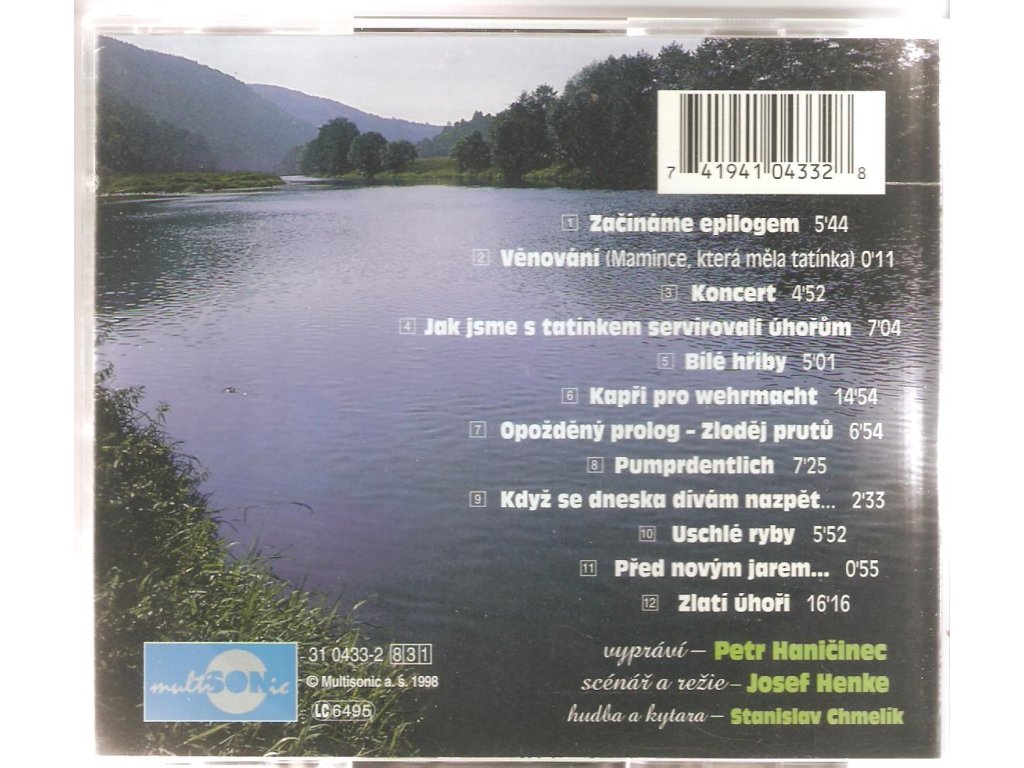 7 41941 04332 8
1 Začínáme epilogem 5'44
2 Věnování (Mamince, která měla tatínka) 0'11
3 Koncert 4'52
4 Jak jsme s tatínkem servírovali úhořům 7'04
5 Bílé hřiby 5'01
6 Kapři pro wehrmacht 14'54
7 Opožděný prolog - Zloděj prutů 6'54
8 Pumprdentlich 7'25
9 Když se dneska dívám nazpět... 2'33
10 Uschlé ryby 5'52
11 Před novým jarem... 0'55
12 Zlatí úhoři 16'16
vypráví – Petr Haničinec
scénář a režie – Josef Henke
hudba a kytara – Stanislav Chmelík
multiSONic
31 0433-2 831
© Multisonic a. s. 1998
LC 6495